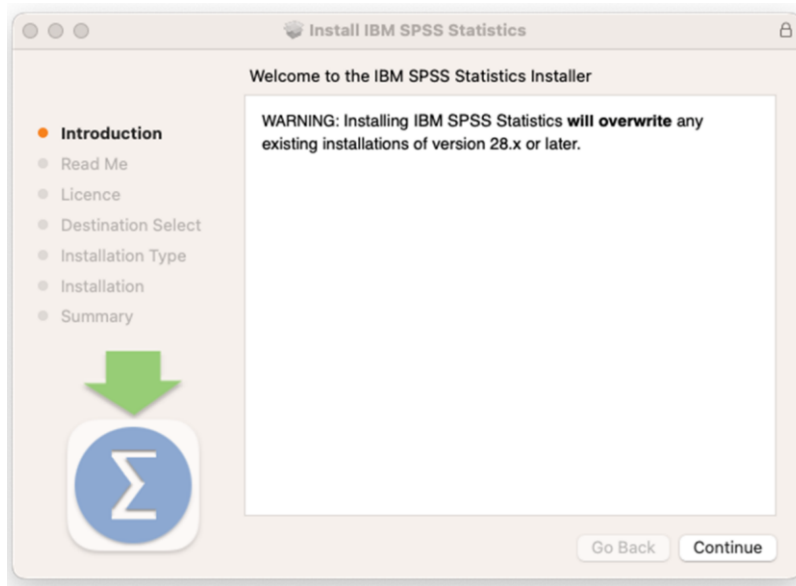 Install IBM SPSS Statistics
Welcome to the IBM SPSS Statistics Installer
Introduction
Read Me
Licence
Destination Select
Installation Type
Installation
Summary
WARNING: Installing IBM SPSS Statistics will overwrite any
existing installations of version 28.x or later.
Σ
Go Back
Continue